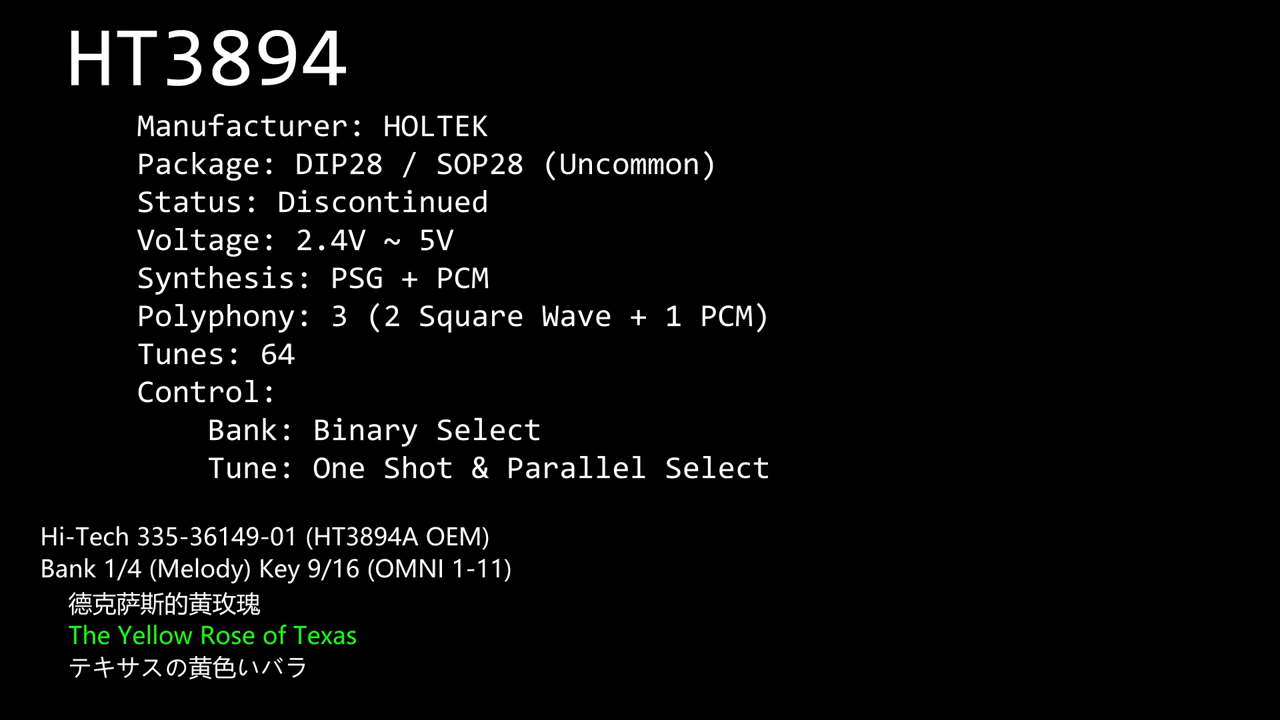 HT3894
Manufacturer: HOLTEK
Package: DIP28 / SOP28 (Uncommon)
Status: Discontinued
Voltage: 2.4V ~ 5V
Synthesis: PSG + PCM
Polyphony: 3 (2 Square Wave + 1 PCM)
Tunes: 64
Control:
Bank: Binary Select
Tune: One Shot & Parallel Select
Hi-Tech 335-36149-01 (HT3894A OEM)
Bank 1/4 (Melody) Key 9/16 (OMNI 1-11)
德克萨斯的黄玫瑰
The Yellow Rose of Texas
テキサスの黄色いバラ